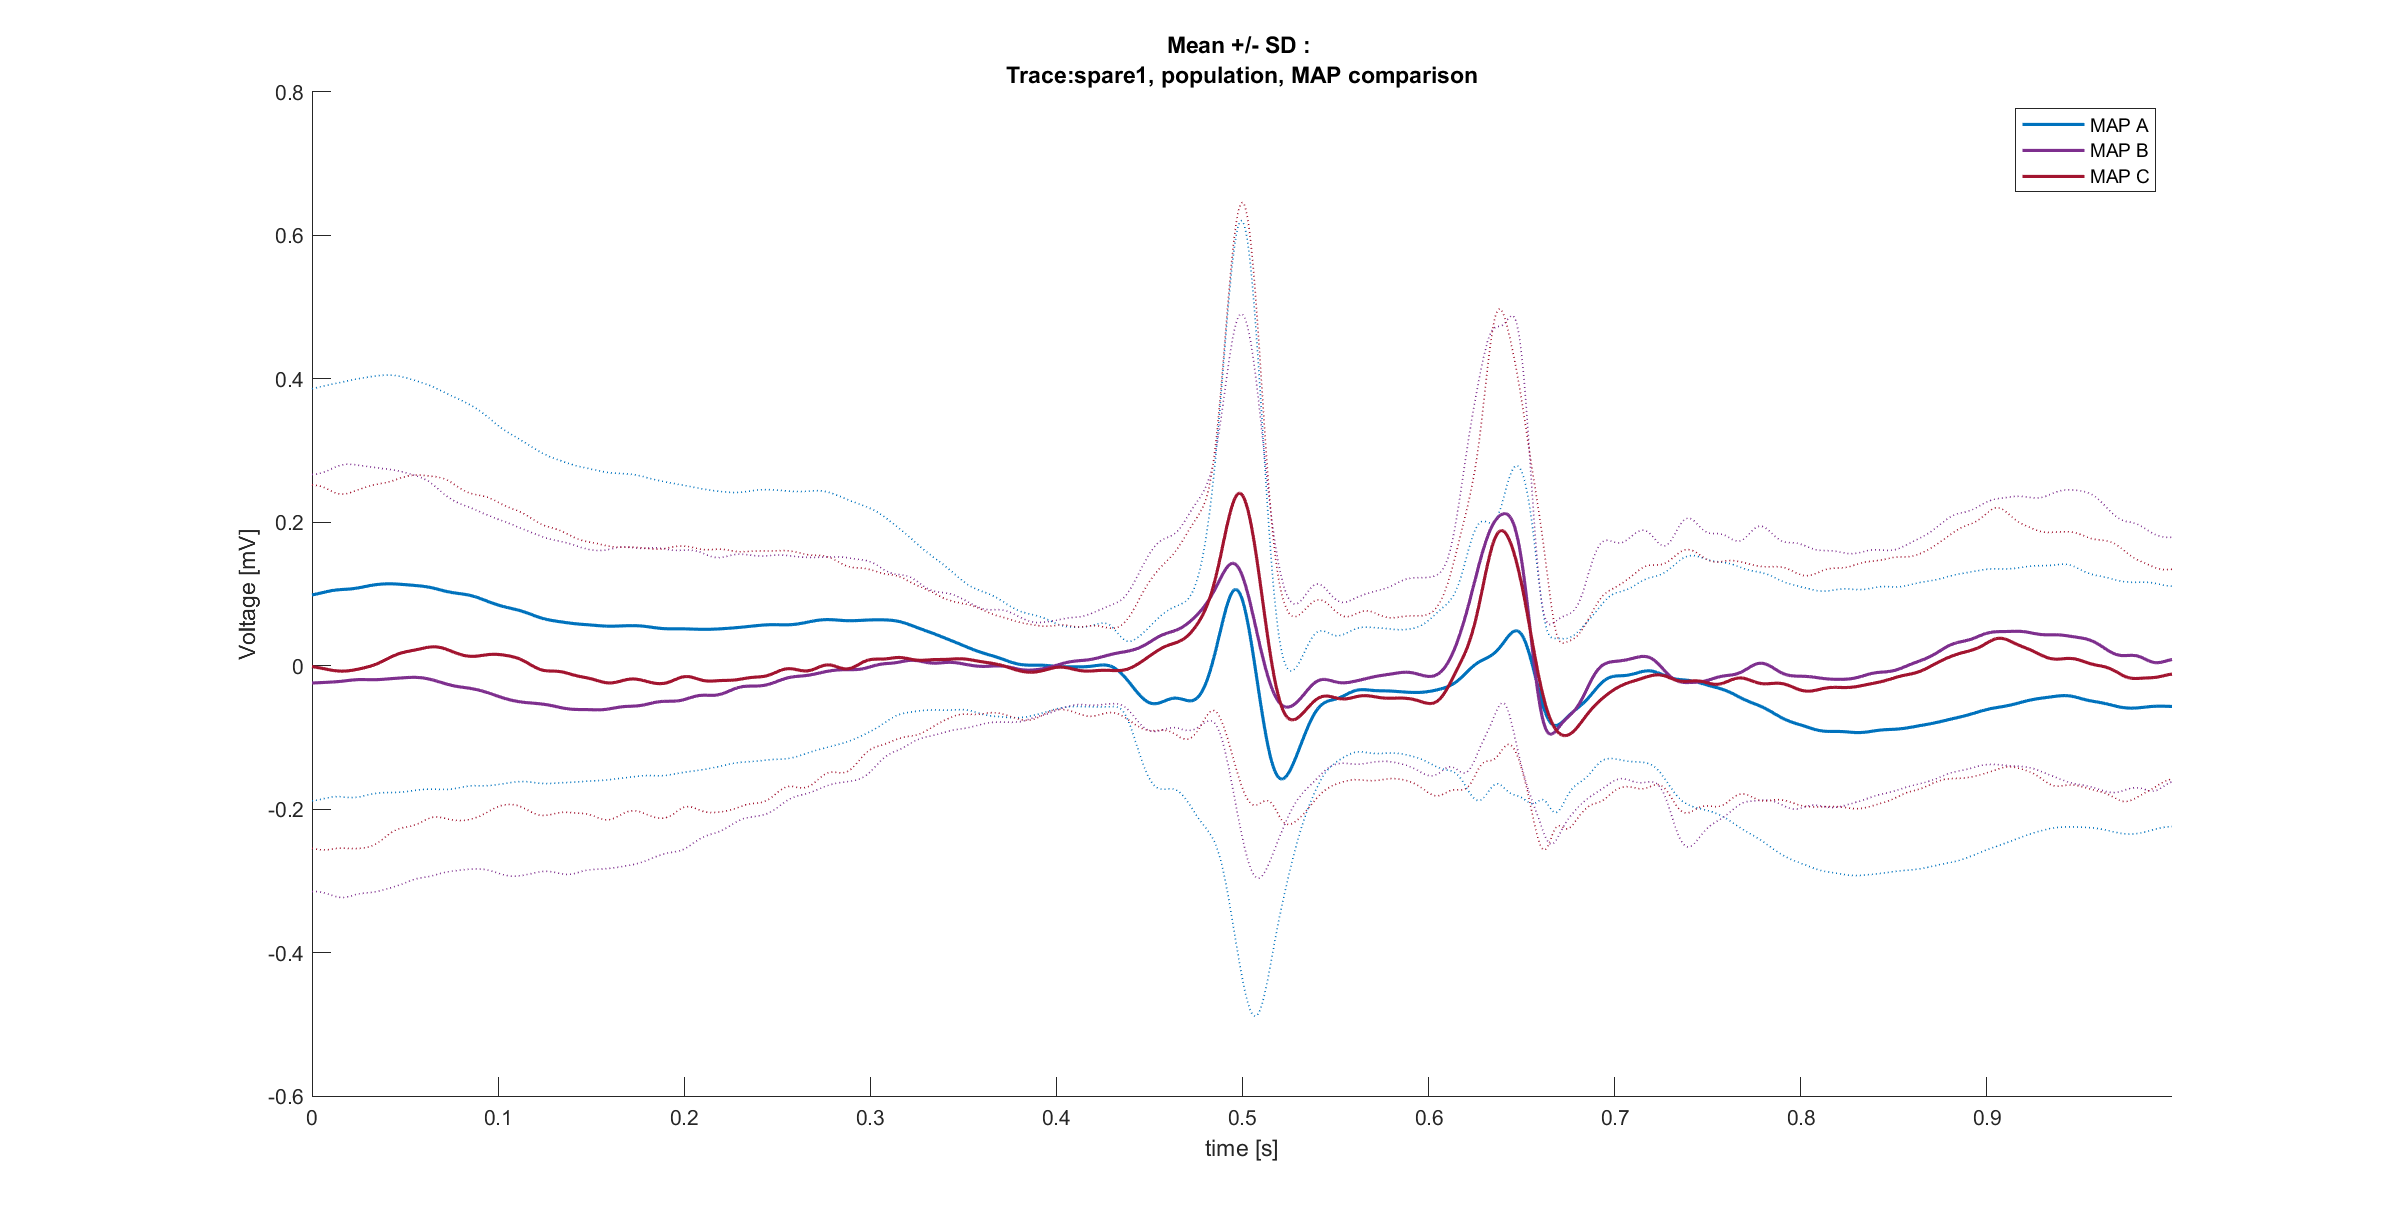 Mean +/- SD :
Trace:spare1, population, MAP comparison
MAP A
MAP B
MAP C
Voltage [mV]
0.8
0.6
0.4
0.2
0
-0.2
-0.4
-0.6
0 0.1 0.2 0.3 0.4 0.5 0.6 0.7 0.8 0.9
time [s]